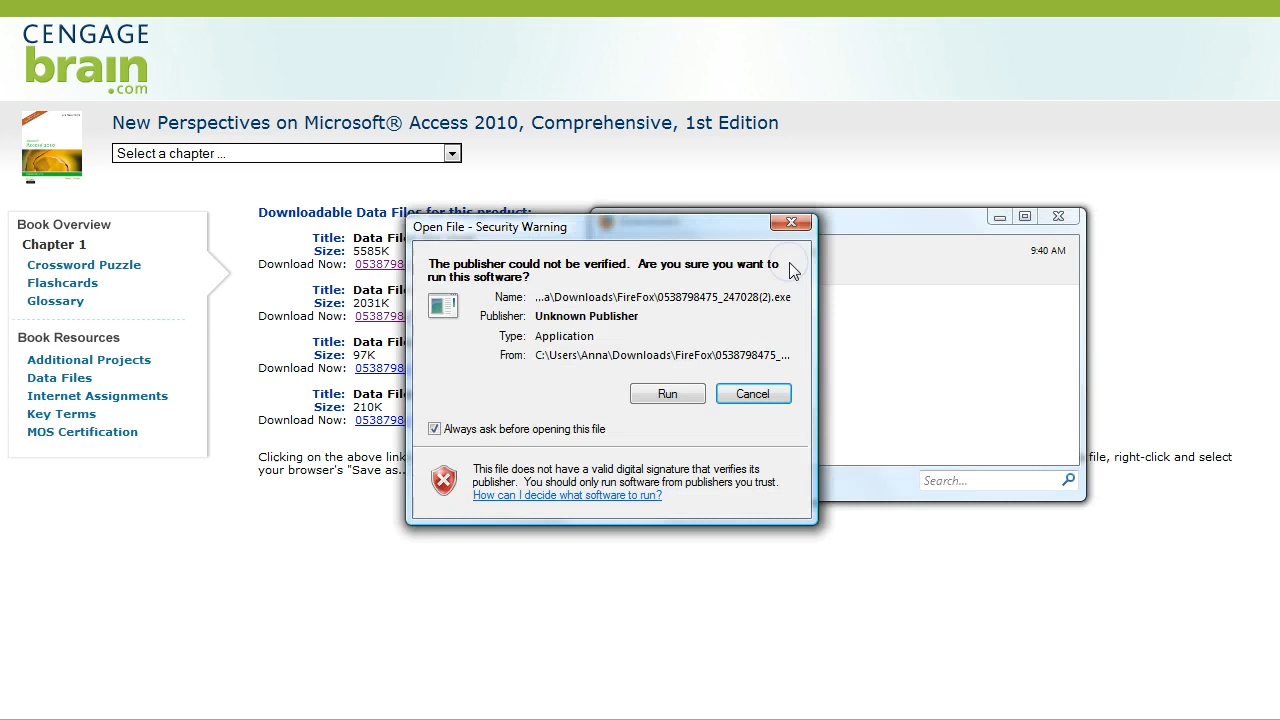 CENGAGE
brain
.com
New Perspectives on Microsoft® Access 2010, Comprehensive, 1st Edition
Select a chapter ...
Book Overview
Chapter 1
Crossword Puzzle
Flashcards
Glossary
Book Resources
Additional Projects
Data Files
Internet Assignments
Key Terms
MOS Certification
Downloadable Data Files for this product:
Title: Data Fil
Size: 5585K
Download Now: 0538798
Title: Data Fil
Size: 2031K
Download Now: 0538798
Title: Data Fil
Size: 97K
Download Now: 0538798
Title: Data Fil
Size: 210K
Download Now: 0538798
Clicking on the above link
file, right-click and select
your browser's "Save as..
Open File - Security Warning
The publisher could not be verified. Are you sure you want to
run this software?
Name: ...a\Downloads\FireFox\0538798475_247028(2).exe
Publisher: Unknown Publisher
Type: Application
From: C:\Users\Anna\Downloads\FireFox\0538798475_...
Run
Cancel
Always ask before opening this file
This file does not have a valid digital signature that verifies its
publisher. You should only run software from publishers you trust.
How can I decide what software to run?
9:40 AM
Search...